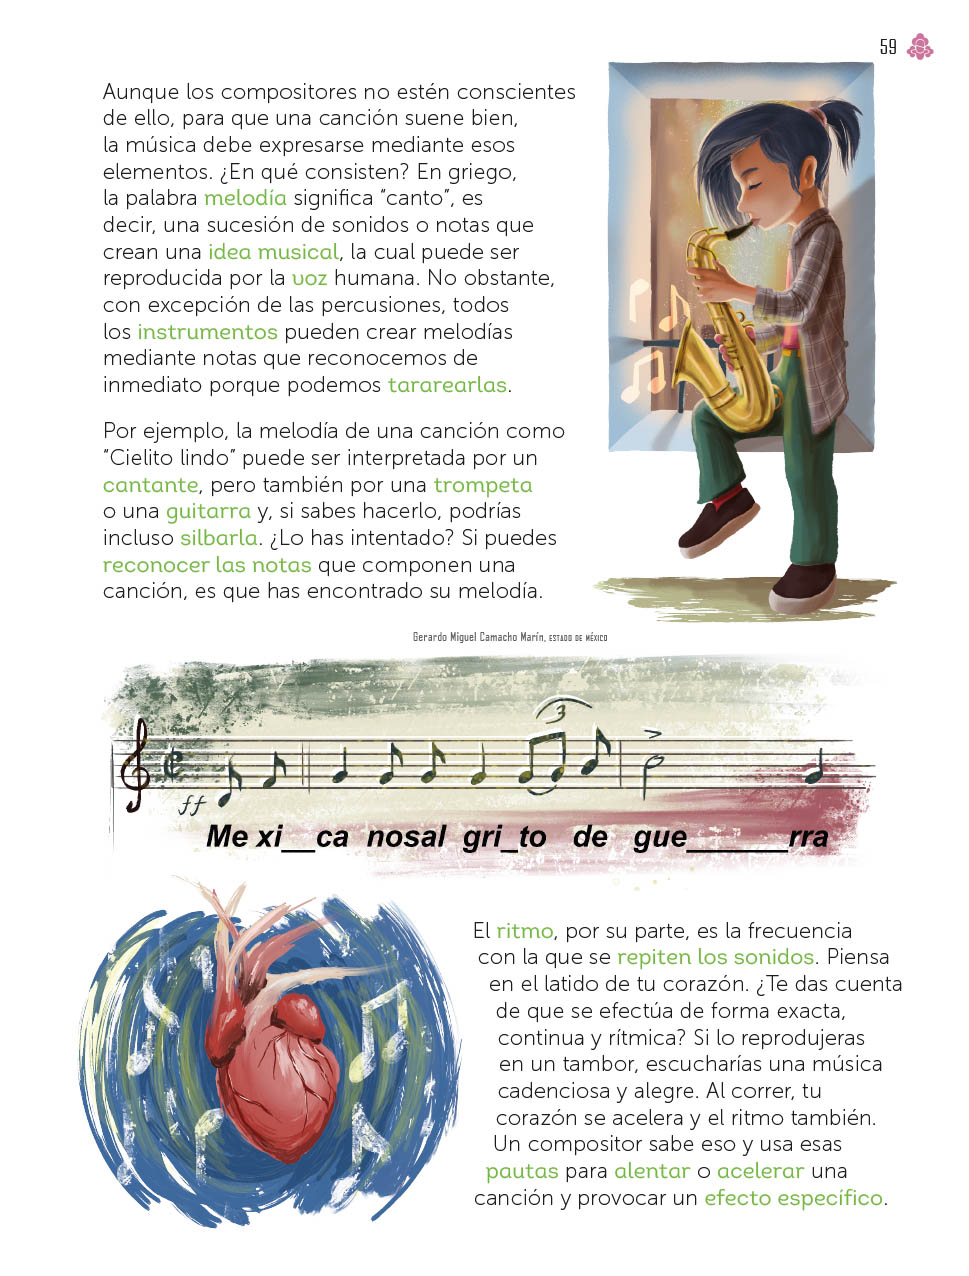 59
Aunque los compositores no estén conscientes
de ello, para que una canción suene bien,
la música debe expresarse mediante esos
elementos. ¿En qué consisten? En griego,
la palabra melodía significa “canto”, es
decir, una sucesión de sonidos o notas que
crean una idea musical, la cual puede ser
reproducida por la voz humana. No obstante,
con excepción de las percusiones, todos
los instrumentos pueden crear melodías
mediante notas que reconocemos de
inmediato porque podemos tararearlas.
Por ejemplo, la melodía de una canción como
“Cielito lindo” puede ser interpretada por un
cantante, pero también por una trompeta
o una guitarra y, si sabes hacerlo, podrías
incluso silbarla. ¿Lo has intentado? Si puedes
reconocer las notas que componen una
canción, es que has encontrado su melodía.
Gerardo Miguel Camacho Marín, ESTADO DE MÉXICO
3
ff
Me xi__ca nosal gri_to de gue______rra
El ritmo, por su parte, es la frecuencia
con la que se repiten los sonidos. Piensa
en el latido de tu corazón. ¿Te das cuenta
de que se efectúa de forma exacta,
continua y rítmica? Si lo reprodujeras
en un tambor, escucharías una música
cadenciosa y alegre. Al correr, tu
corazón se acelera y el ritmo también.
Un compositor sabe eso y usa esas
pautas para alentar o acelerar una
canción y provocar un efecto específico.